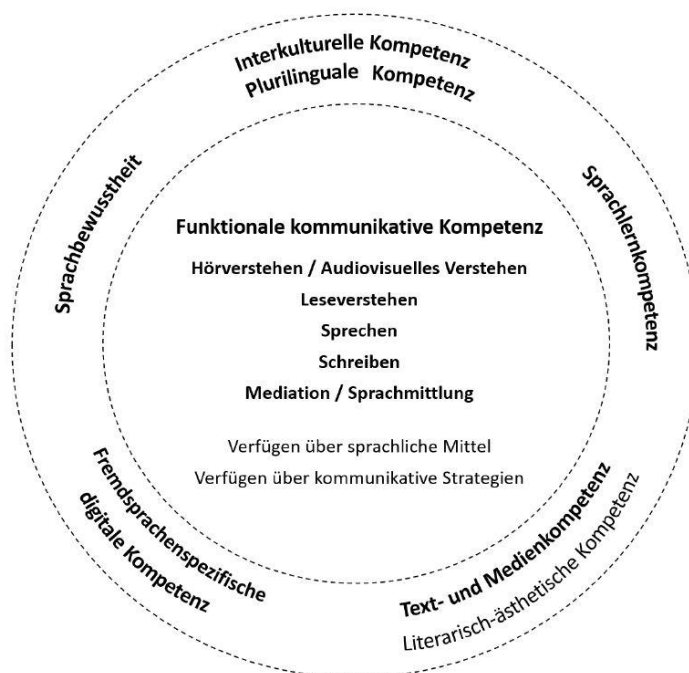 Interkulturelle Kompetenz
Plurilinguale Kompetenz
Sprachbewusstheit
Sprachlernkompetenz
Funktionale kommunikative Kompetenz
Hörverstehen / Audiovisuelles Verstehen
Leseverstehen
Sprechen
Schreiben
Mediation / Sprachmittlung
Verfügen über sprachliche Mittel
Verfügen über kommunikative Strategien
Fremdsprachenspezifische
digitale Kompetenz
Text- und Medienkompetenz
Literarisch-ästhetische Kompetenz